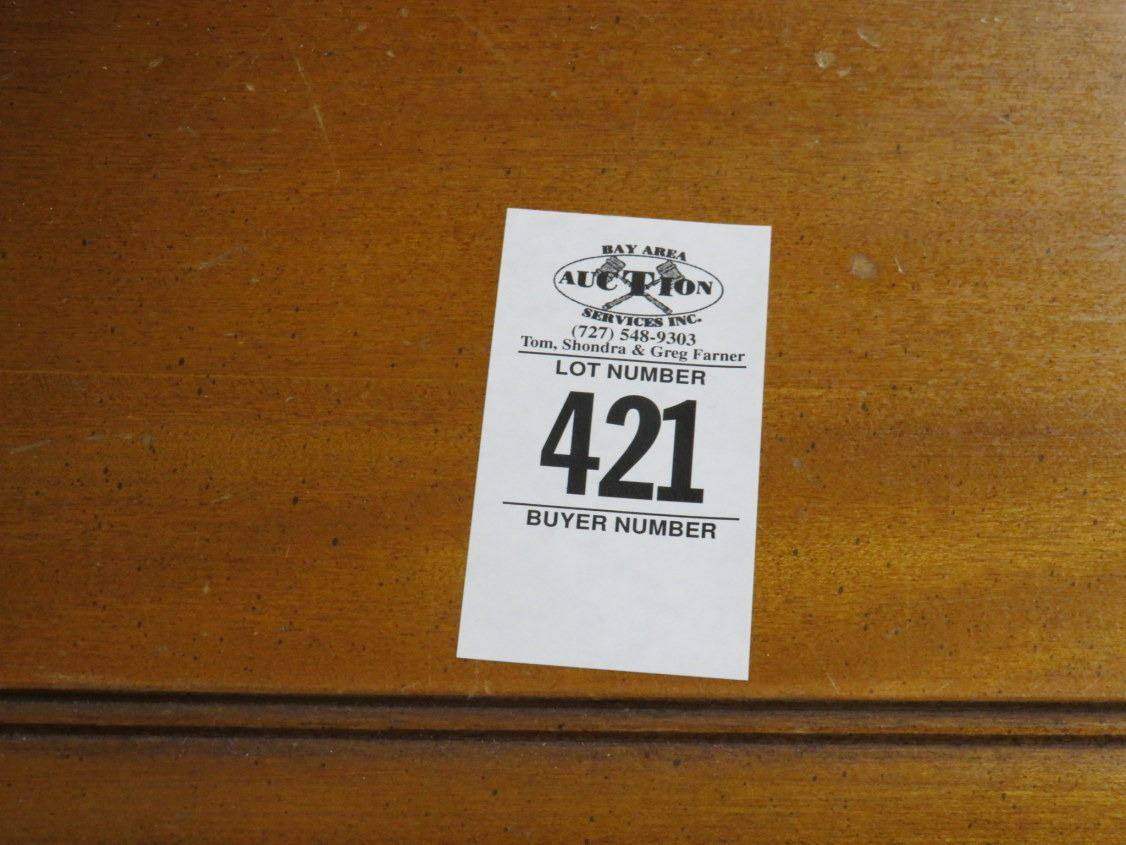 BAY AREA
AUCTION
SERVICES INC.
(727) 548-9303
Tom, Shondra & Greg Farner
LOT NUMBER
421
BUYER NUMBER